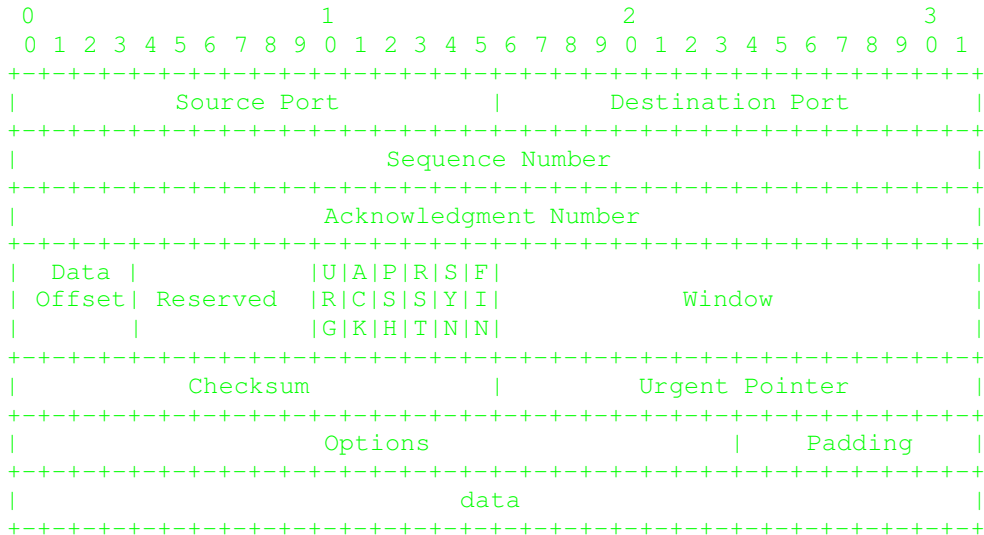 0                   1                   2                   3
 0 1 2 3 4 5 6 7 8 9 0 1 2 3 4 5 6 7 8 9 0 1 2 3 4 5 6 7 8 9 0 1
+-+-+-+-+-+-+-+-+-+-+-+-+-+-+-+-+-+-+-+-+-+-+-+-+-+-+-+-+-+-+-+-+
|          Source Port          |       Destination Port        |
+-+-+-+-+-+-+-+-+-+-+-+-+-+-+-+-+-+-+-+-+-+-+-+-+-+-+-+-+-+-+-+-+
|                        Sequence Number                        |
+-+-+-+-+-+-+-+-+-+-+-+-+-+-+-+-+-+-+-+-+-+-+-+-+-+-+-+-+-+-+-+-+
|                    Acknowledgment Number                      |
+-+-+-+-+-+-+-+-+-+-+-+-+-+-+-+-+-+-+-+-+-+-+-+-+-+-+-+-+-+-+-+-+
|  Data |           |U|A|P|R|S|F|                               |
| Offset| Reserved  |R|C|S|S|Y|I|            Window             |
|       |           |G|K|H|T|N|N|                               |
+-+-+-+-+-+-+-+-+-+-+-+-+-+-+-+-+-+-+-+-+-+-+-+-+-+-+-+-+-+-+-+-+
|           Checksum            |         Urgent Pointer        |
+-+-+-+-+-+-+-+-+-+-+-+-+-+-+-+-+-+-+-+-+-+-+-+-+-+-+-+-+-+-+-+-+
|                    Options                    |    Padding    |
+-+-+-+-+-+-+-+-+-+-+-+-+-+-+-+-+-+-+-+-+-+-+-+-+-+-+-+-+-+-+-+-+
|                             data                              |
+-+-+-+-+-+-+-+-+-+-+-+-+-+-+-+-+-+-+-+-+-+-+-+-+-+-+-+-+-+-+-+-+